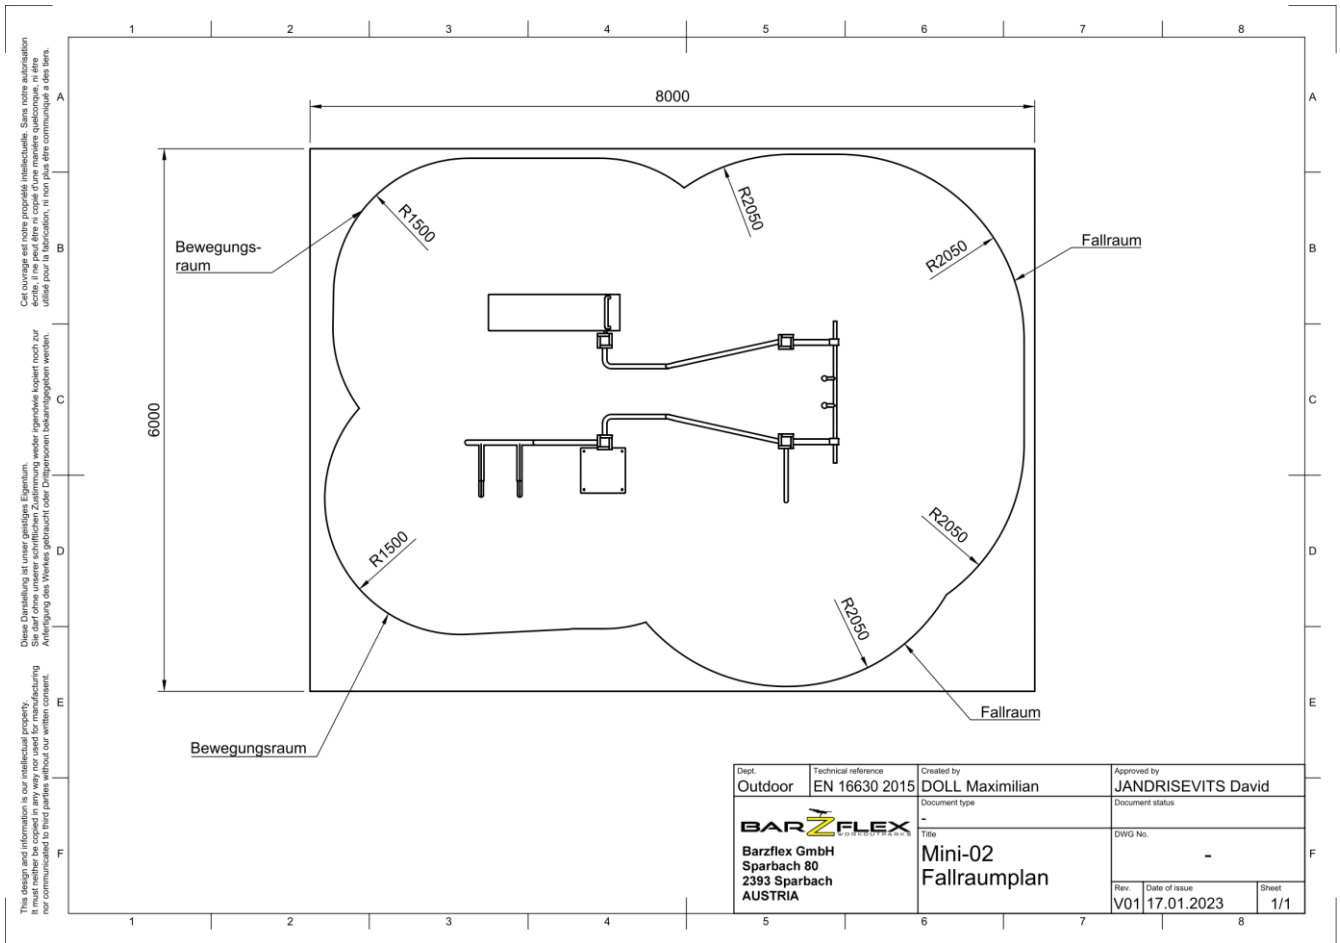 1 2 3 4 5 6 7 8
A
B
C
D
E
F
A
B
C
D
E
F
1 2 3 4 5 6 7 8
Cet ouvrage est notre propriété intellectuelle. Sans notre autorisation
écrite, il ne peut être ni copié d'une manière quelconque, ni être
utilisé pour la fabrication, ni non plus être communiqué a des tiers.
Diese Darstellung ist unser geistiges Eigentum.
Sie darf ohne unserer schriftlichen Zustimmung weder irgendwie kopiert noch zur
Anfertigung des Werkes gebraucht oder Drittpersonen bekanntgegeben werden.
This design and information is our intellectual property.
It must neither be copied in any way nor used for manufacturing
nor communicated to third parties without our written consent.
8000
6000
R1500
R2050
R2050
Bewegungs-
raum
Fallraum
R1500
R2050
R2050
Fallraum
Bewegungsraum
Dept.
Outdoor
Technical reference
EN 16630 2015
Created by
DOLL Maximilian
Approved by
JANDRISEVITS David
BARZFLEX
WORKOUTPARKS
Barzflex GmbH
Sparbach 80
2393 Sparbach
AUSTRIA
Document type
-
Document status
Title
Mini-02
Fallraumplan
DWG No.
-
Rev.
V01
Date of issue
17.01.2023
Sheet
1/1